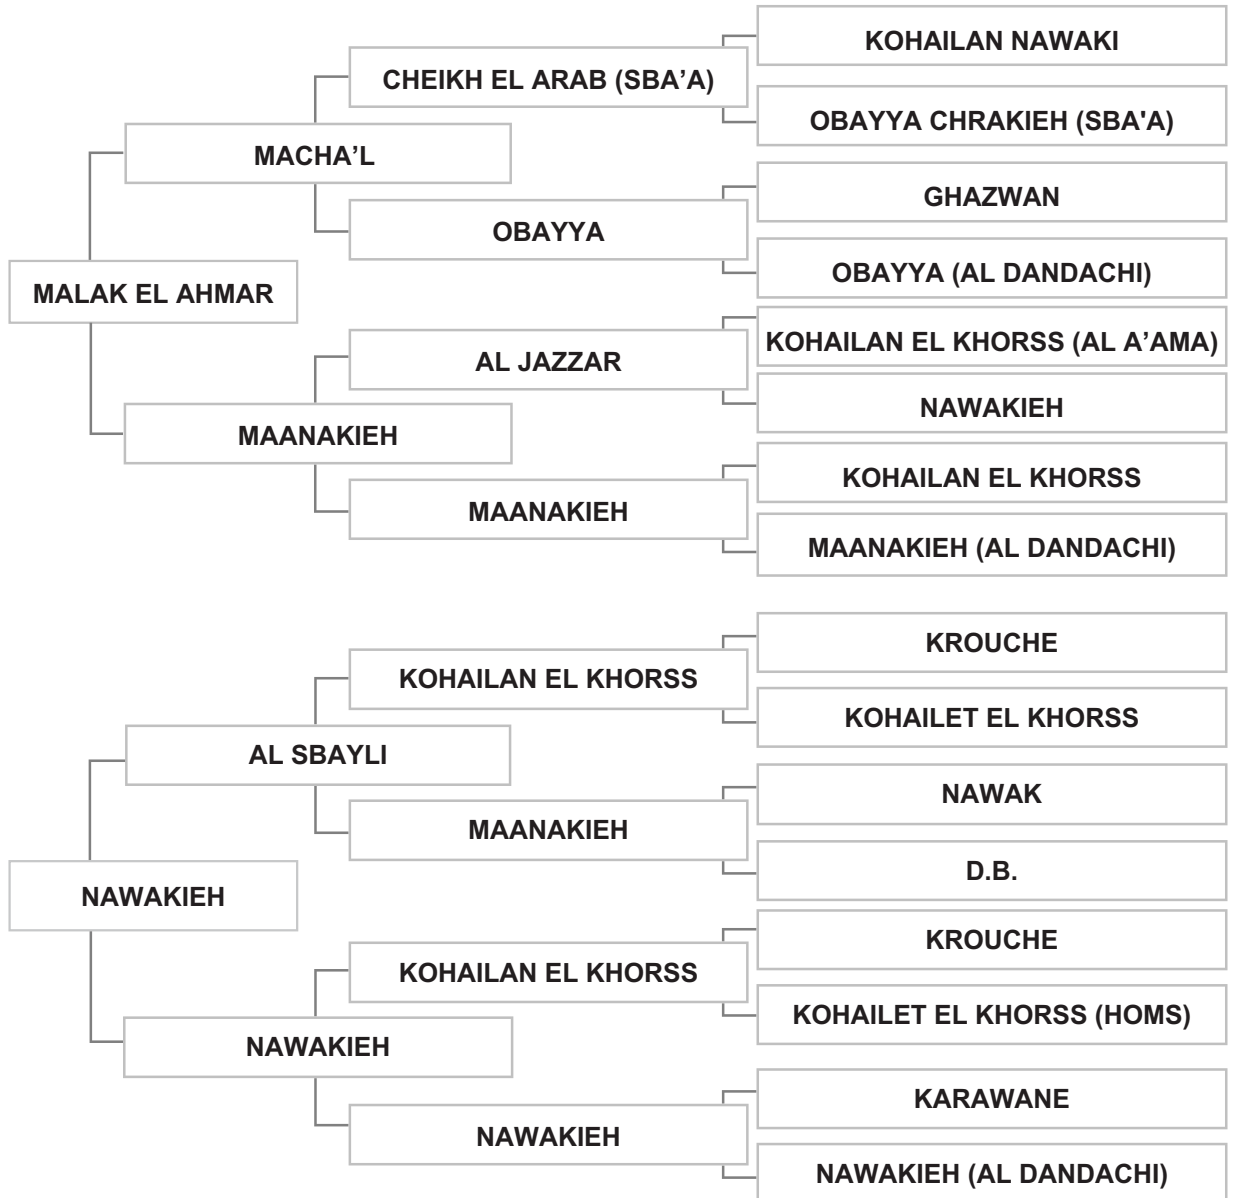 KOHAILAN NAWAKI
CHEIKH EL ARAB (SBA’A)
OBAYYA CHRAKIEH (SBA'A)
MACHA’L
GHAZWAN
OBAYYA
OBAYYA (AL DANDACHI)
MALAK EL AHMAR
KOHAILAN EL KHORSS (AL A’AMA)
AL JAZZAR
NAWAKIEH
MAANAKIEH
KOHAILAN EL KHORSS
MAANAKIEH
MAANAKIEH (AL DANDACHI)
KROUCHE
KOHAILAN EL KHORSS
KOHAILET EL KHORSS
AL SBAYLI
NAWAK
MAANAKIEH
D.B.
NAWAKIEH
KROUCHE
KOHAILAN EL KHORSS
KOHAILET EL KHORSS (HOMS)
NAWAKIEH
KARAWANE
NAWAKIEH
NAWAKIEH (AL DANDACHI)